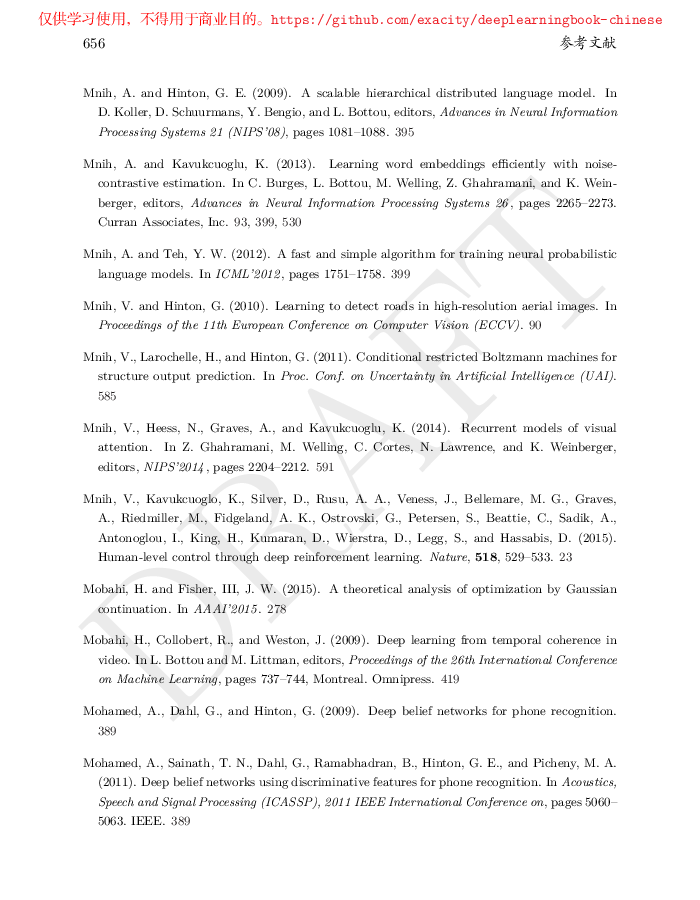 仅供学习使用，不得用于商业目的。https://github.com/exacity/deeplearningbook-chinese
656 参考文献
Mnih, A. and Hinton, G. E. (2009). A scalable hierarchical distributed language model. In
D. Koller, D. Schuurmans, Y. Bengio, and L. Bottou, editors, Advances in Neural Information
Processing Systems 21 (NIPS'08), pages 1081–1088. 395
Mnih, A. and Kavukcuoglu, K. (2013). Learning word embeddings efficiently with noise-
contrastive estimation. In C. Burges, L. Bottou, M. Welling, Z. Ghahramani, and K. Wein-
berger, editors, Advances in Neural Information Processing Systems 26, pages 2265–2273.
Curran Associates, Inc. 93, 399, 530
Mnih, A. and Teh, Y. W. (2012). A fast and simple algorithm for training neural probabilistic
language models. In ICML'2012, pages 1751–1758. 399
Mnih, V. and Hinton, G. (2010). Learning to detect roads in high-resolution aerial images. In
Proceedings of the 11th European Conference on Computer Vision (ECCV). 90
Mnih, V., Larochelle, H., and Hinton, G. (2011). Conditional restricted Boltzmann machines for
structure output prediction. In Proc. Conf. on Uncertainty in Artificial Intelligence (UAI).
585
Mnih, V., Heess, N., Graves, A., and Kavukcuoglu, K. (2014). Recurrent models of visual
attention. In Z. Ghahramani, M. Welling, C. Cortes, N. Lawrence, and K. Weinberger,
editors, NIPS'2014, pages 2204–2212. 591
Mnih, V., Kavukcuoglo, K., Silver, D., Rusu, A. A., Veness, J., Bellemare, M. G., Graves,
A., Riedmiller, M., Fidgeland, A. K., Ostrovski, G., Petersen, S., Beattie, C., Sadik, A.,
Antonoglou, I., King, H., Kumaran, D., Wierstra, D., Legg, S., and Hassabis, D. (2015).
Human-level control through deep reinforcement learning. Nature, 518, 529–533. 23
Mobahi, H. and Fisher, III, J. W. (2015). A theoretical analysis of optimization by Gaussian
continuation. In AAAI'2015. 278
Mobahi, H., Collobert, R., and Weston, J. (2009). Deep learning from temporal coherence in
video. In L. Bottou and M. Littman, editors, Proceedings of the 26th International Conference
on Machine Learning, pages 737–744, Montreal. Omnipress. 419
Mohamed, A., Dahl, G., and Hinton, G. (2009). Deep belief networks for phone recognition.
389
Mohamed, A., Sainath, T. N., Dahl, G., Ramabhadran, B., Hinton, G. E., and Picheny, M. A.
(2011). Deep belief networks using discriminative features for phone recognition. In Acoustics,
Speech and Signal Processing (ICASSP), 2011 IEEE International Conference on, pages 5060–
5063. IEEE. 389
DRAFT